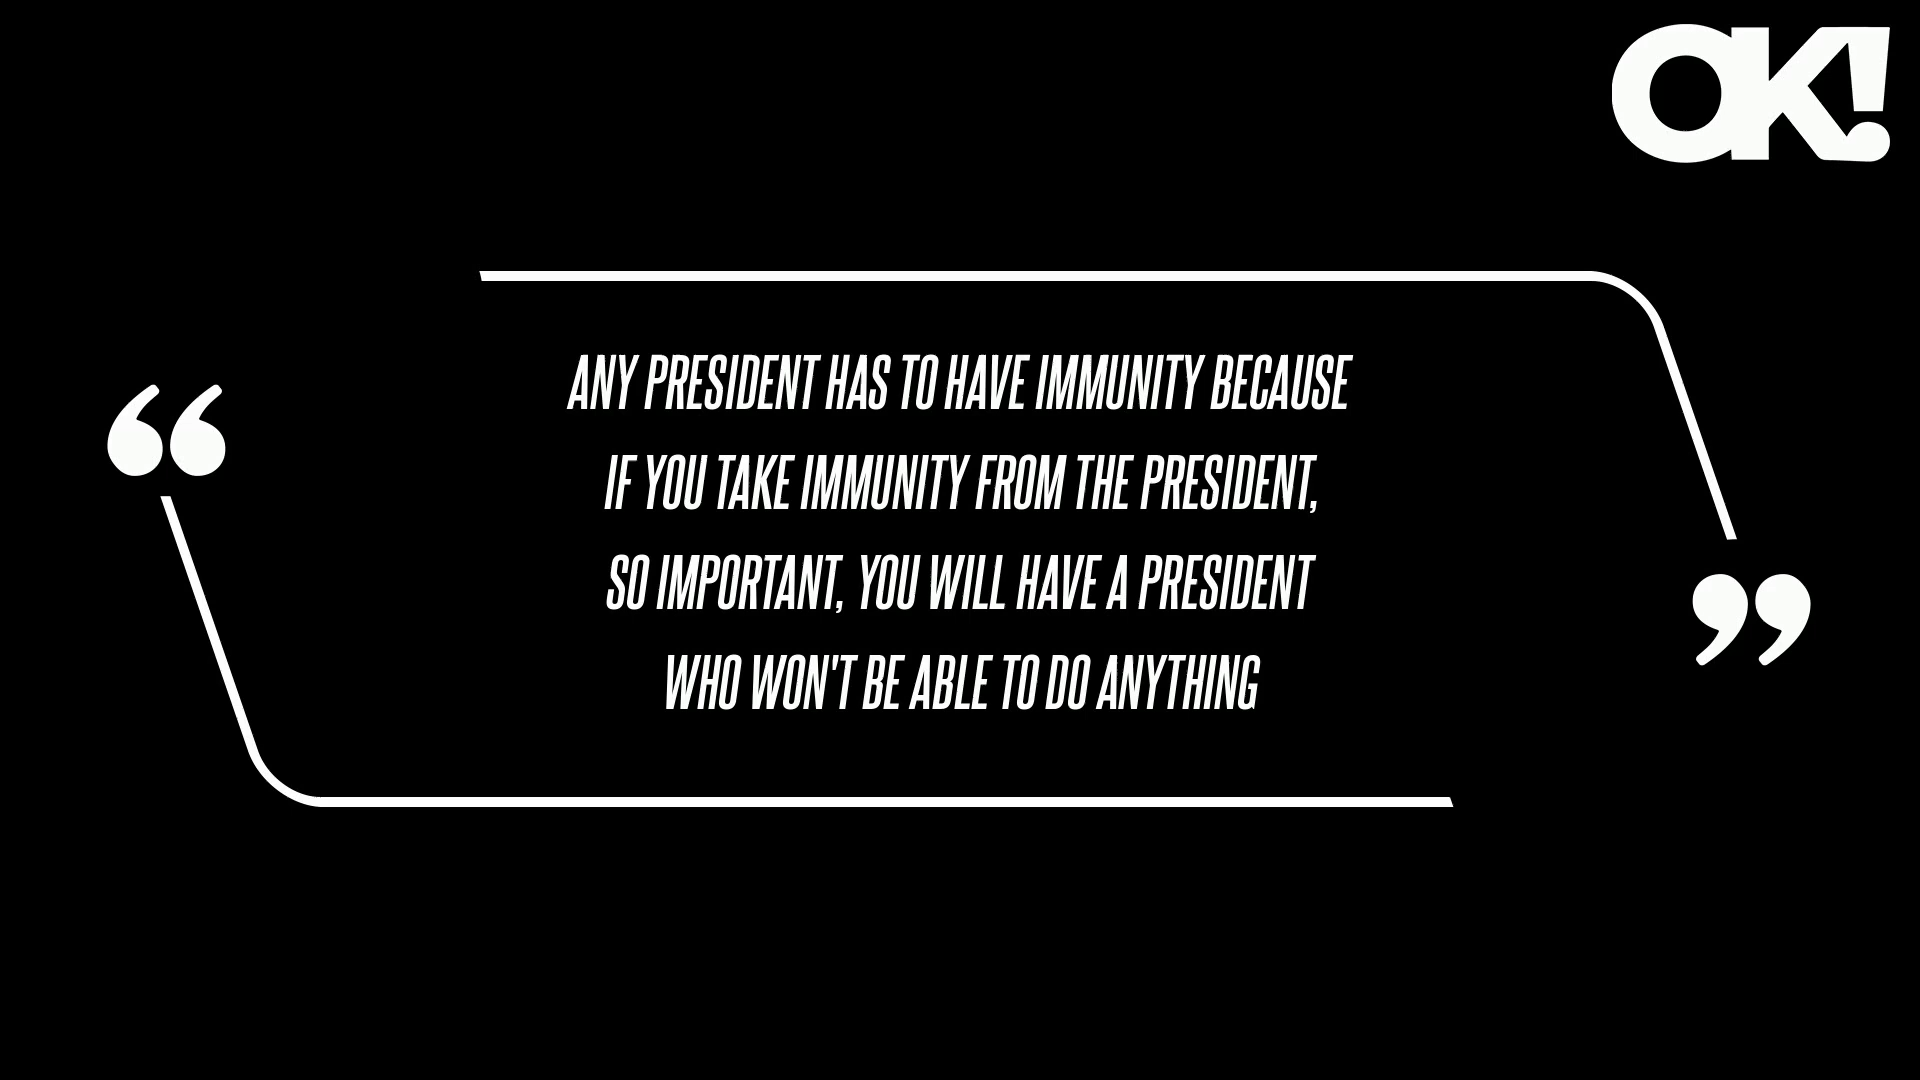 OK!
“
ANY PRESIDENT HAS TO HAVE IMMUNITY BECAUSE
IF YOU TAKE IMMUNITY FROM THE PRESIDENT,
SO IMPORTANT, YOU WILL HAVE A PRESIDENT
WHO WON'T BE ABLE TO DO ANYTHING
”